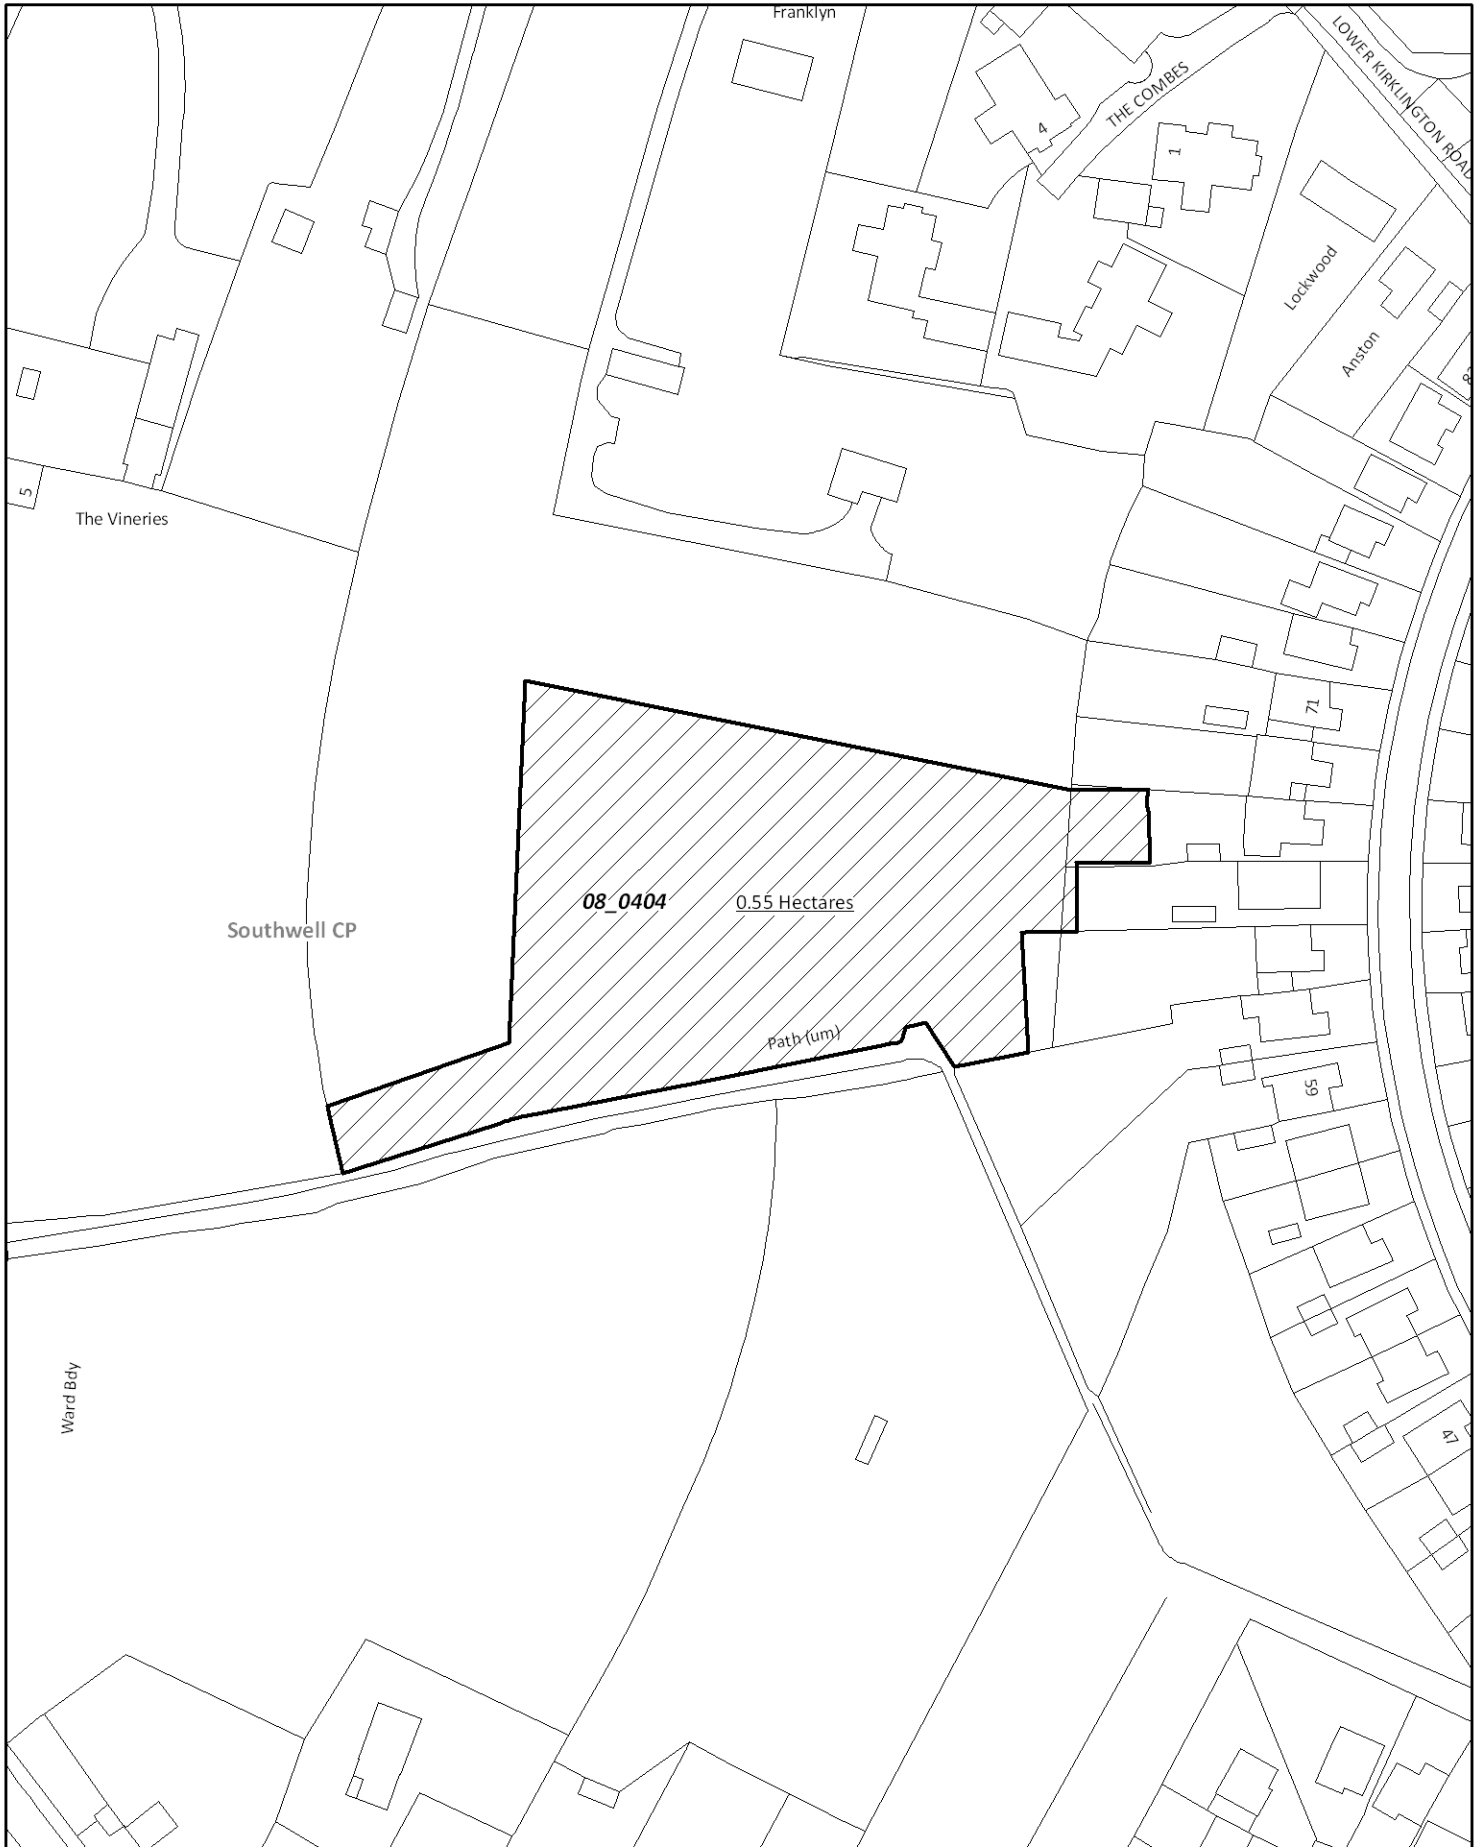 Franklyn
LOWER KIRKLINGTON ROAD
THE COMBES
4
1
Lockwood
Anston
5
The Vineries
71
08_0404
0.55 Hectares
Southwell CP
Path (um)
59
Ward Bdy
47